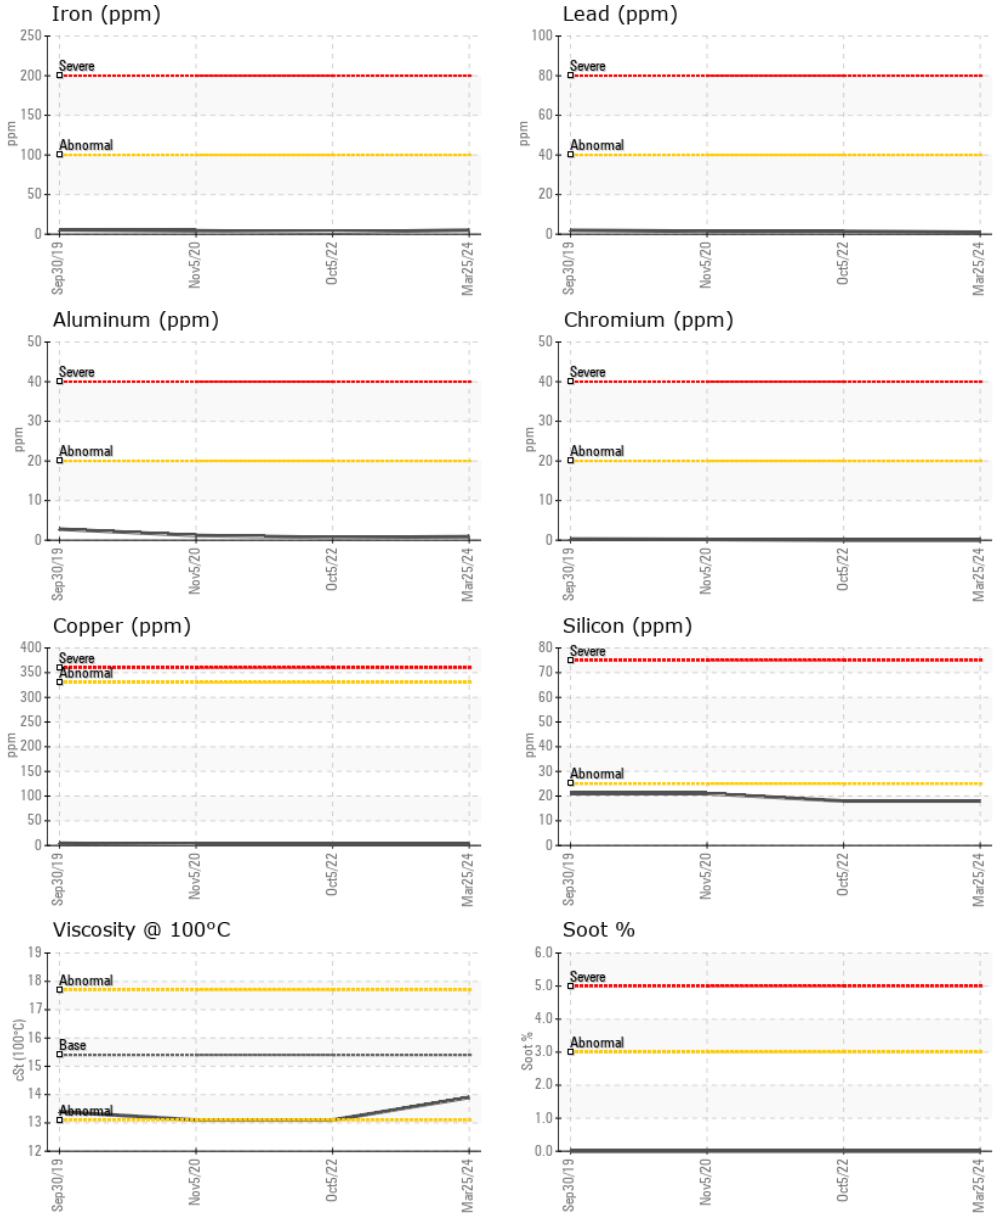 Iron (ppm)
250
200
150
100
50
0
ppm
Severe
Abnormal
Sep30/19
Nov5/20
Oct5/22
Mar25/24
Lead (ppm)
100
80
60
40
20
0
ppm
Severe
Abnormal
Sep30/19
Nov5/20
Oct5/22
Mar25/24
Aluminum (ppm)
50
40
30
20
10
0
ppm
Severe
Abnormal
Sep30/19
Nov5/20
Oct5/22
Mar25/24
Chromium (ppm)
50
40
30
20
10
0
ppm
Severe
Abnormal
Sep30/19
Nov5/20
Oct5/22
Mar25/24
Copper (ppm)
400
350
300
250
200
150
100
50
0
ppm
Severe
Abnormal
Sep30/19
Nov5/20
Oct5/22
Mar25/24
Silicon (ppm)
80
70
60
50
40
30
20
10
0
ppm
Severe
Abnormal
Sep30/19
Nov5/20
Oct5/22
Mar25/24
Viscosity @ 100°C
19
18
17
16
15
14
13
12
cSt (100°C)
Abnormal
Base
Abnormal
Sep30/19
Nov5/20
Oct5/22
Mar25/24
Soot %
6.0
5.0
4.0
3.0
2.0
1.0
0.0
Soot %
Severe
Abnormal
Sep30/19
Nov5/20
Oct5/22
Mar25/24